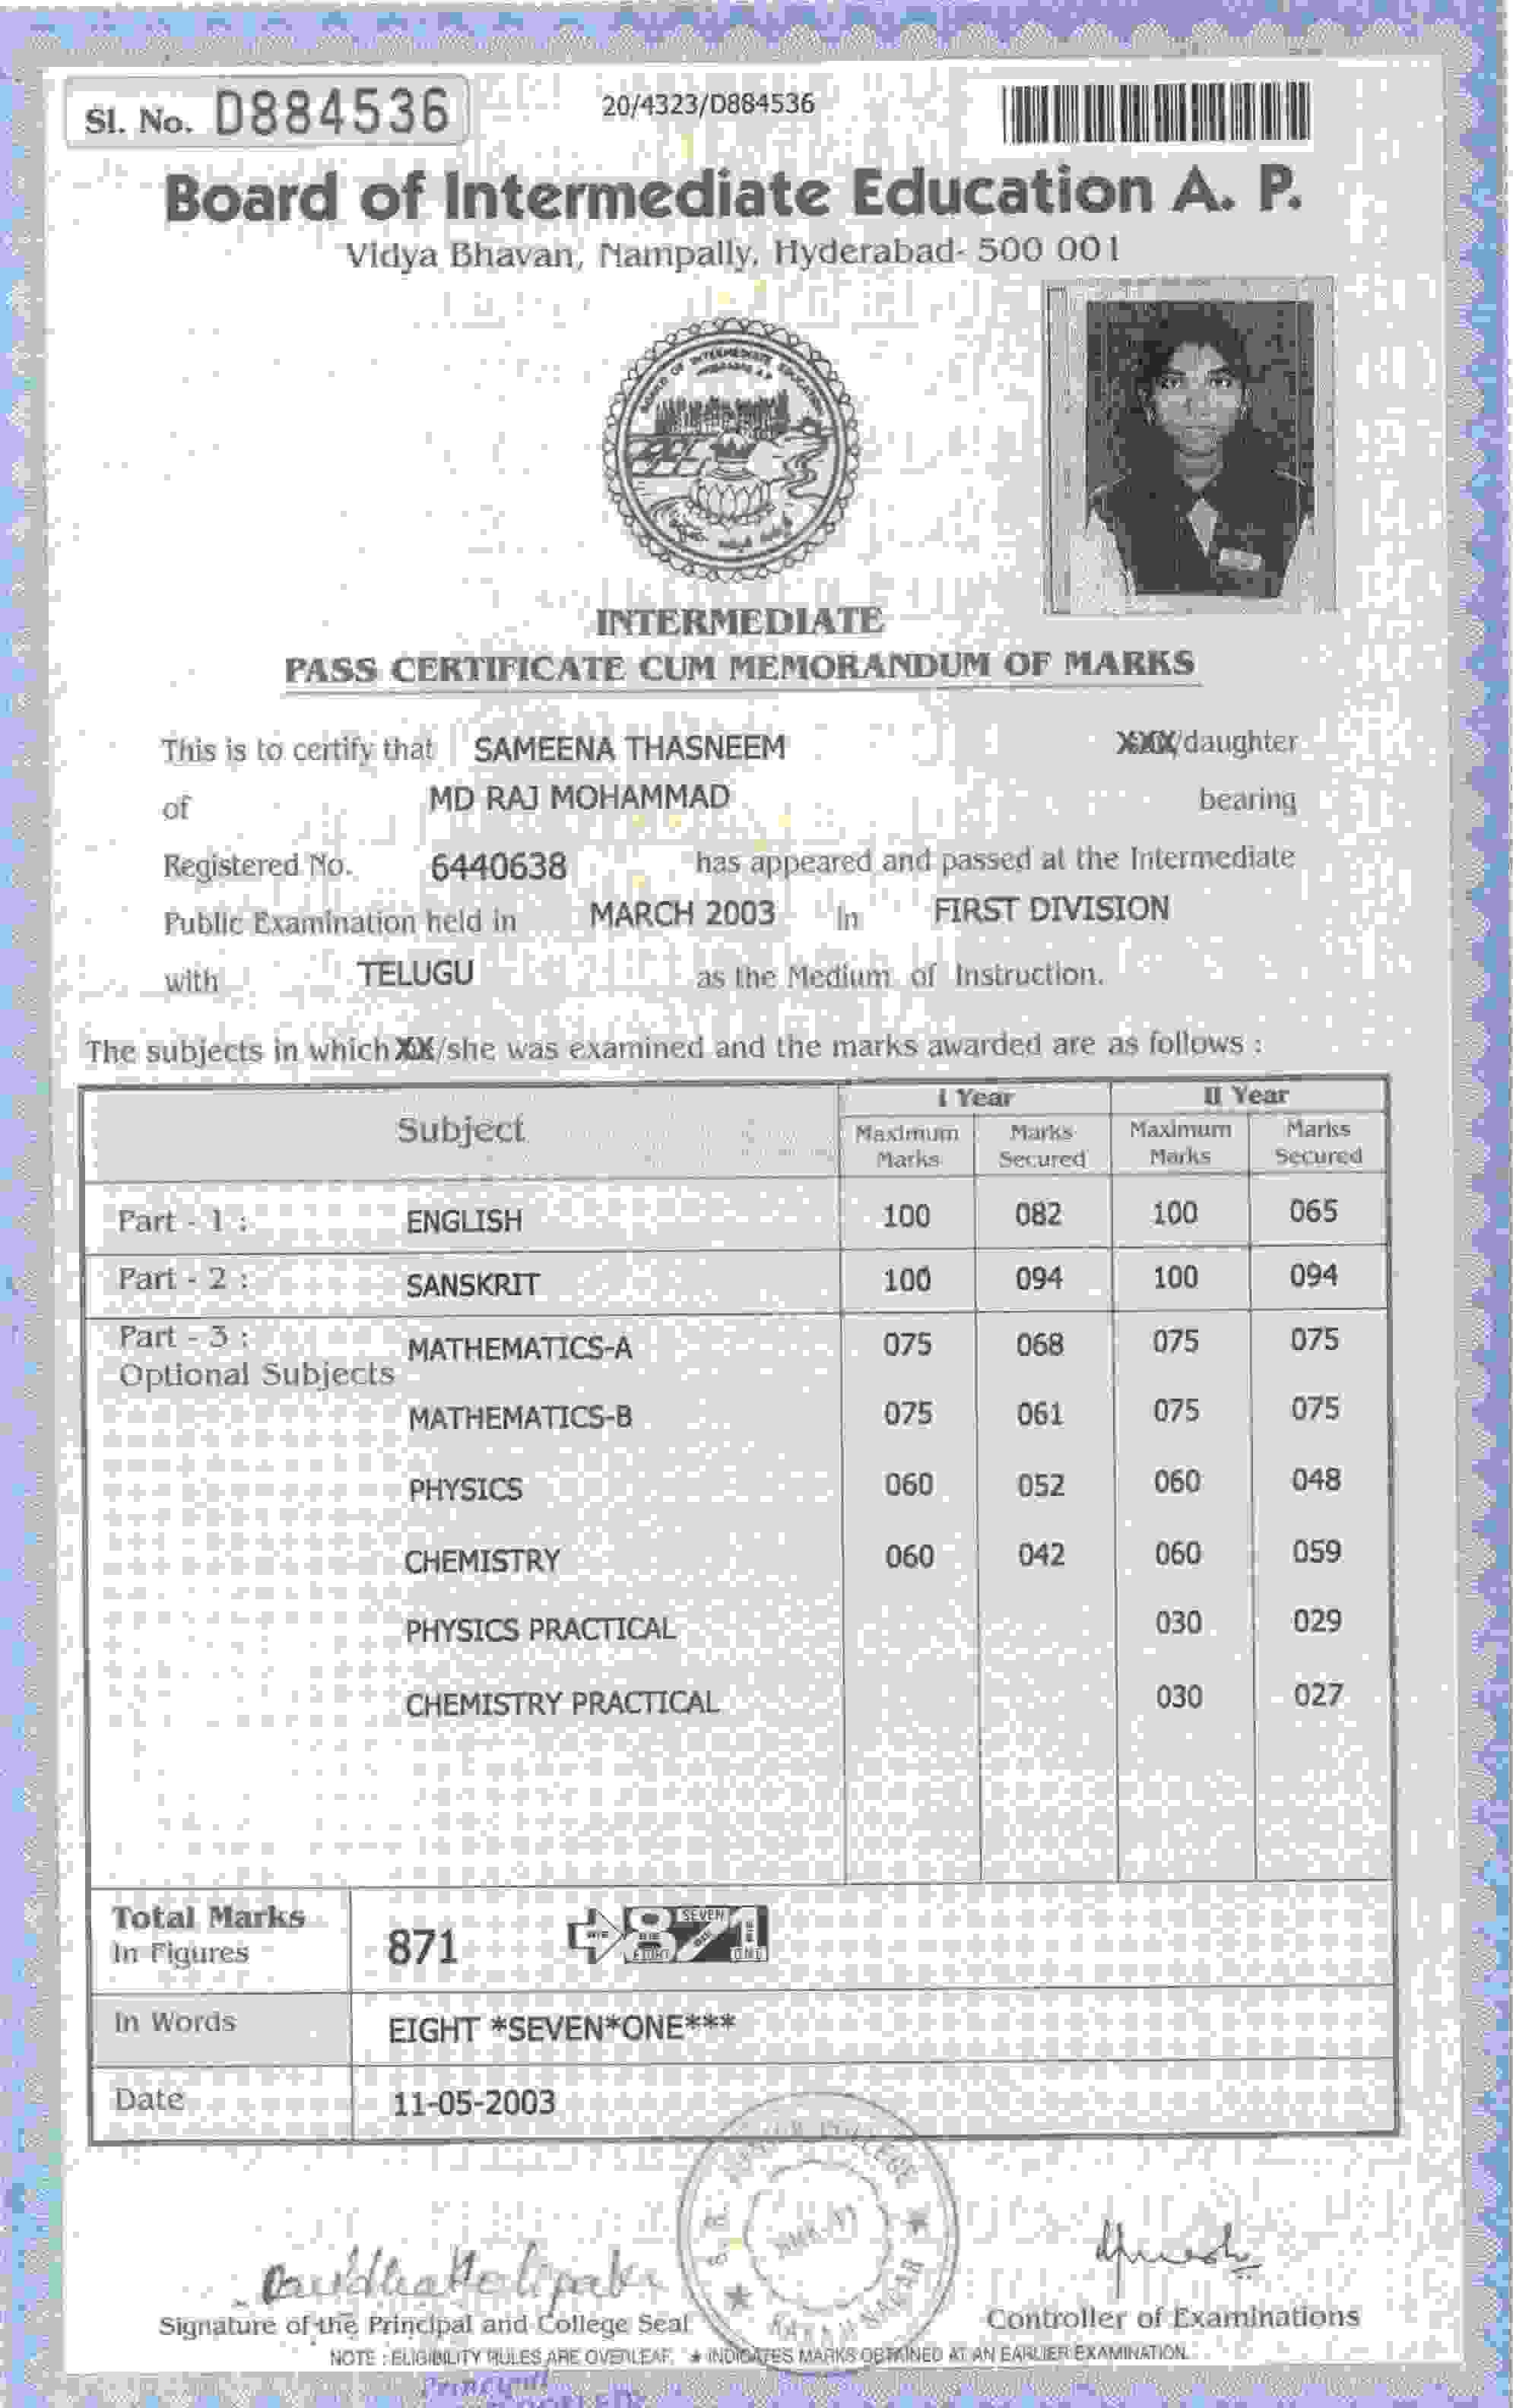 Sl. No. D884536
20/4323/D884536
Board of Intermediate Education A. P.
Vidya Bhavan, Nampally, Hyderabad- 500 001
BOARD OF INTERMEDIATE EDUCATION
INTERMEDIATE
PASS CERTIFICATE CUM MEMORANDUM OF MARKS
This is to certify that SAMEENA THASNEEM XXX/daughter
of MD RAJ MOHAMMAD bearing
Registered No. 6440638 has appeared and passed at the Intermediate
Public Examination held in MARCH 2003 In FIRST DIVISION
with TELUGU as the Medium of Instruction.
The subjects in which XX/she was examined and the marks awarded are as follows :
Subject I Year II Year
Maximum Marks Marks Secured Maximum Marks Marks Secured
Part - 1 : ENGLISH 100 082 100 065
Part - 2 : SANSKRIT 100 094 100 094
Part - 3 : MATHEMATICS-A 075 068 075 075
Optional Subjects
MATHEMATICS-B 075 061 075 075
PHYSICS 060 052 060 048
CHEMISTRY 060 042 060 059
PHYSICS PRACTICAL 030 029
CHEMISTRY PRACTICAL 030 027
Total Marks
In Figures 871 871 EIGHT SEVEN ONE
In Words EIGHT *SEVEN*ONE***
Date 11-05-2003
COLLEGE
Signature of the Principal and College Seal
Controller of Examinations
NOTE : ELIGIBILITY RULES ARE OVERLEAF. * INDICATES MARKS OBTAINED AT AN EARLIER EXAMINATION.
Principal